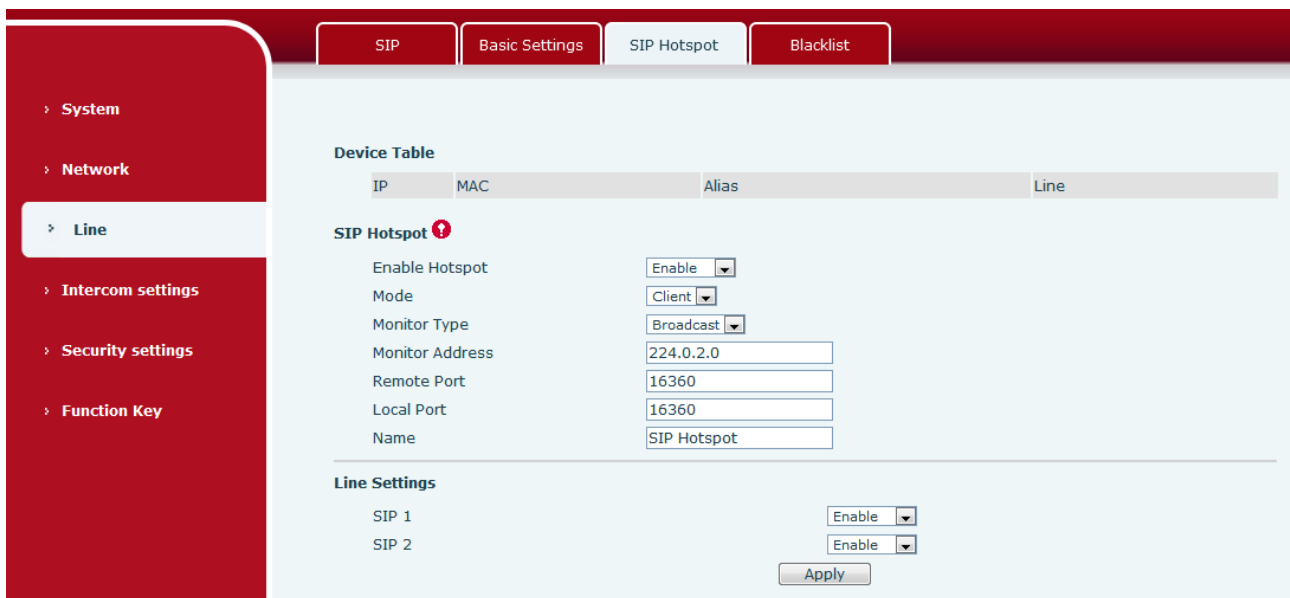 SIP Basic Settings SIP Hotspot Blacklist
› System
› Network
› Line
› Intercom settings
› Security settings
› Function Key
Device Table
IP MAC Alias Line
SIP Hotspot
Enable Hotspot Enable
Mode Client
Monitor Type Broadcast
Monitor Address 224.0.2.0
Remote Port 16360
Local Port 16360
Name SIP Hotspot
Line Settings
SIP 1 Enable
SIP 2 Enable
Apply